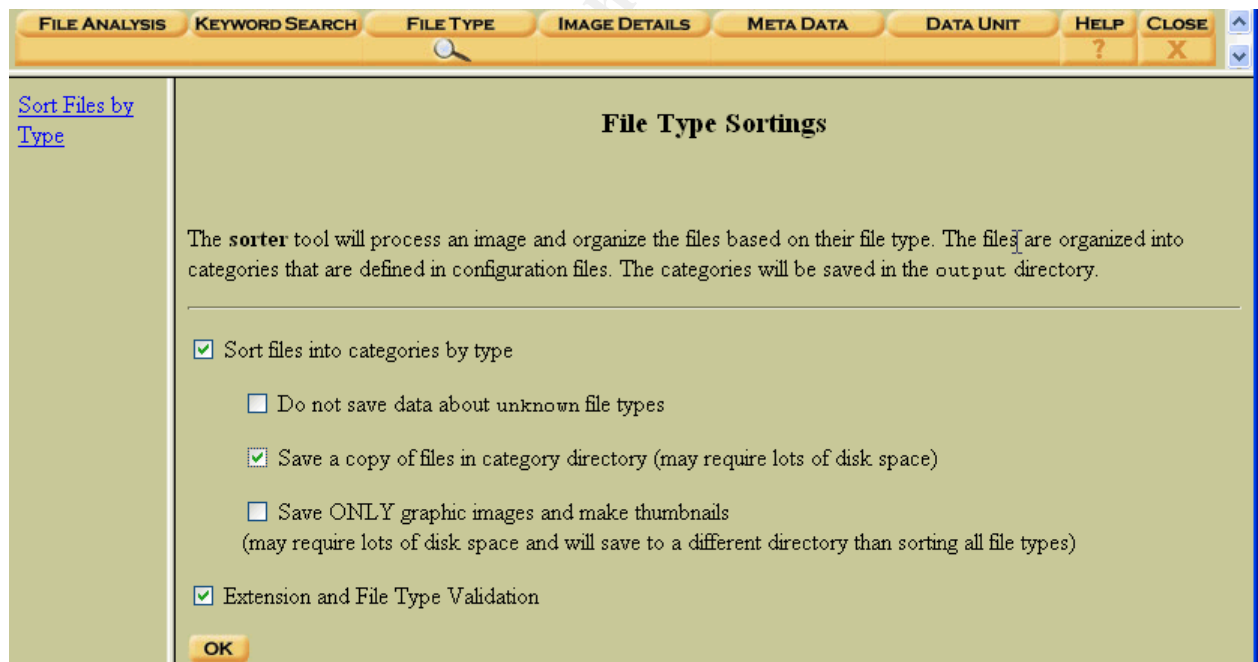 FILE ANALYSIS KEYWORD SEARCH FILE TYPE IMAGE DETAILS META DATA DATA UNIT HELP CLOSE
? X
Sort Files by
Type
File Type Sortings
The sorter tool will process an image and organize the files based on their file type. The files are organized into
categories that are defined in configuration files. The categories will be saved in the output directory.
Sort files into categories by type
Do not save data about unknown file types
Save a copy of files in category directory (may require lots of disk space)
Save ONLY graphic images and make thumbnails
(may require lots of disk space and will save to a different directory than sorting all file types)
Extension and File Type Validation
OK